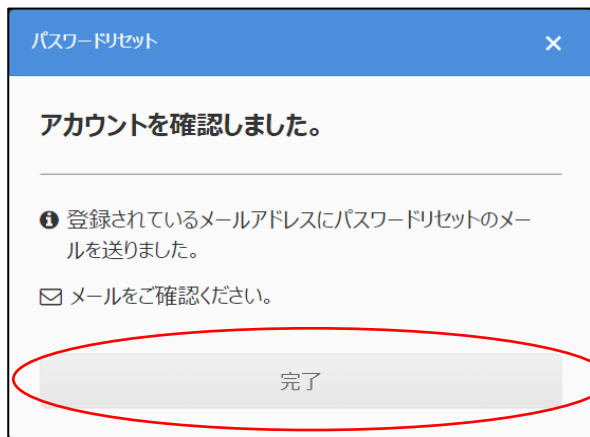 パスワードリセット ×
アカウントを確認しました。
登録されているメールアドレスにパスワードリセットのメー
ルを送りました。
メールをご確認ください。
完了